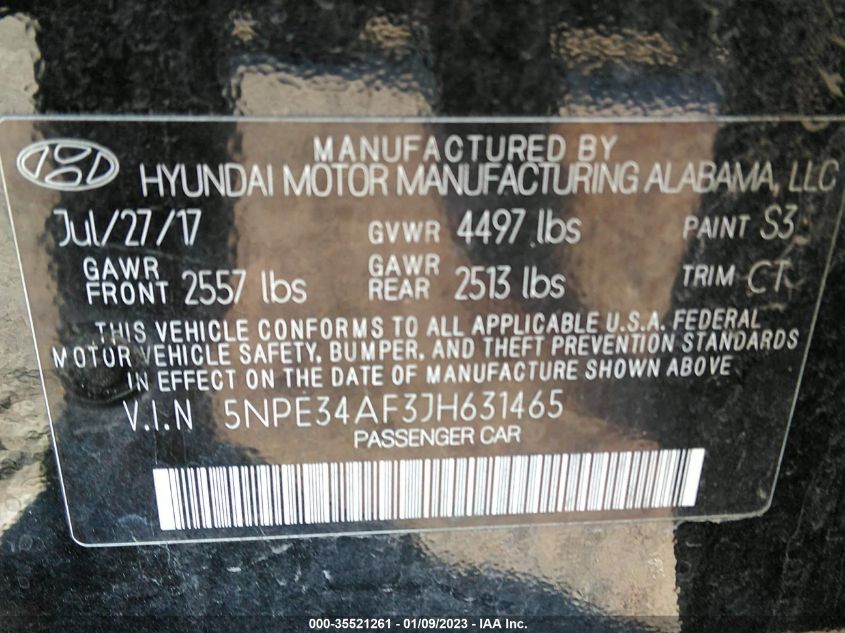 MANUFACTURED BY
HYUNDAI MOTOR MANUFACTURING ALABAMA, LLC
Jul/27/17 GVWR 4497 lbs PAINT S3
GAWR FRONT 2557 lbs GAWR REAR 2513 lbs TRIM CT
THIS VEHICLE CONFORMS TO ALL APPLICABLE U.S.A. FEDERAL
MOTOR VEHICLE SAFETY, BUMPER, AND THEFT PREVENTION STANDARDS
IN EFFECT ON THE DATE OF MANUFACTURE SHOWN ABOVE
V.I.N 5NPE34AF3JH631465
PASSENGER CAR
000-35521261 - 01/09/2023 - IAA Inc.